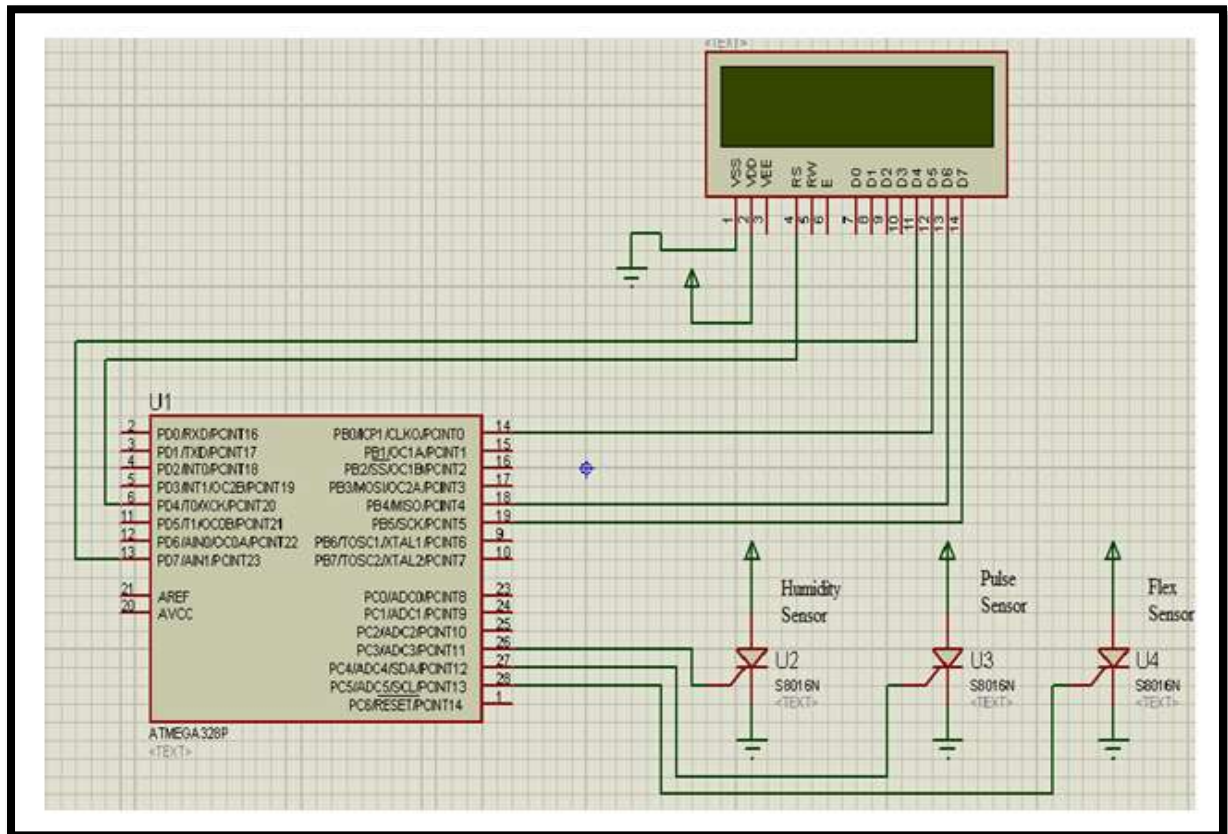 <TEXT>
VSS
VDD
VEE
RS
RW
E
D0
D1
D2
D3
D4
D5
D6
D7
1
2
3
4
5
6
7
8
9
10
11
12
13
14
U1
2 PD0/RXD/PCINT16 PB0/ICP1/CLKO/PCINT0 14
3 PD1/TXD/PCINT17 PB1/OC1A/PCINT1 15
4 PD2/INT0/PCINT18 PB2/SS/OC1B/PCINT2 16
5 PD3/INT1/OC2B/PCINT19 PB3/MOSI/OC2A/PCINT3 17
6 PD4/T0/XCK/PCINT20 PB4/MISO/PCINT4 18
11 PD5/T1/OC0B/PCINT21 PB5/SCK/PCINT5 19
12 PD6/AIN0/OC0A/PCINT22 PB6/TOSC1/XTAL1/PCINT6 9
13 PD7/AIN1/PCINT23 PB7/TOSC2/XTAL2/PCINT7 10
21 AREF PC0/ADC0/PCINT8 23
20 AVCC PC1/ADC1/PCINT9 24
PC2/ADC2/PCINT10 25
PC3/ADC3/PCINT11 26
PC4/ADC4/SDA/PCINT12 27
PC5/ADC5/SCL/PCINT13 28
PC6/RESET/PCINT14 1
ATMEGA328P
<TEXT>
Humidity
Sensor
U2
S8016N
<TEXT>
Pulse
Sensor
U3
S8016N
<TEXT>
Flex
Sensor
U4
S8016N
<TEXT>